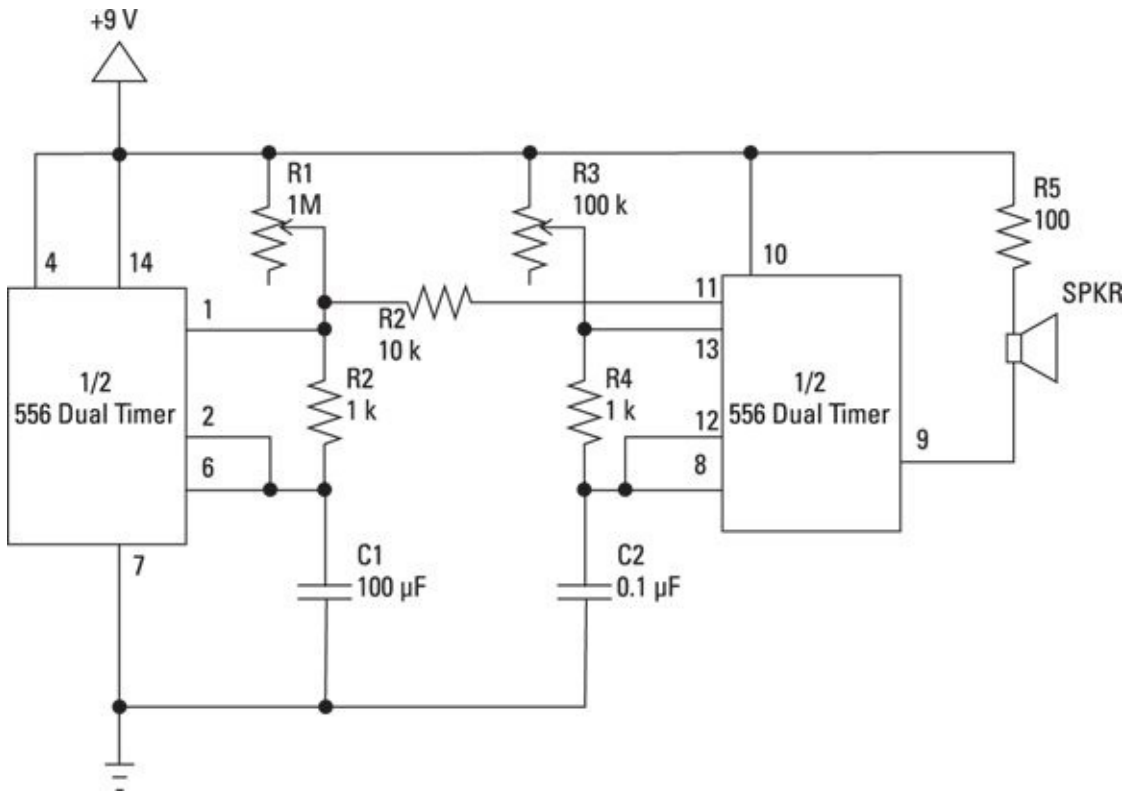 +9 V
R1
1M
R3
100 k
R5
100
4
14
10
1
11
SPKR
R2
10 k
13
1/2
556 Dual Timer
R2
1 k
R4
1 k
1/2
556 Dual Timer
2
12
9
6
8
7
C1
100 µF
C2
0.1 µF